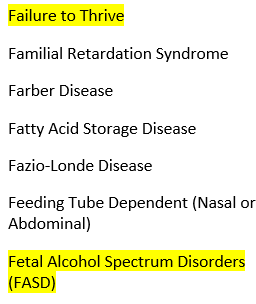 Failure to Thrive
Familial Retardation Syndrome
Farber Disease
Fatty Acid Storage Disease
Fazio-Londe Disease
Feeding Tube Dependent (Nasal or
Abdominal)
Fetal Alcohol Spectrum Disorders
(FASD)